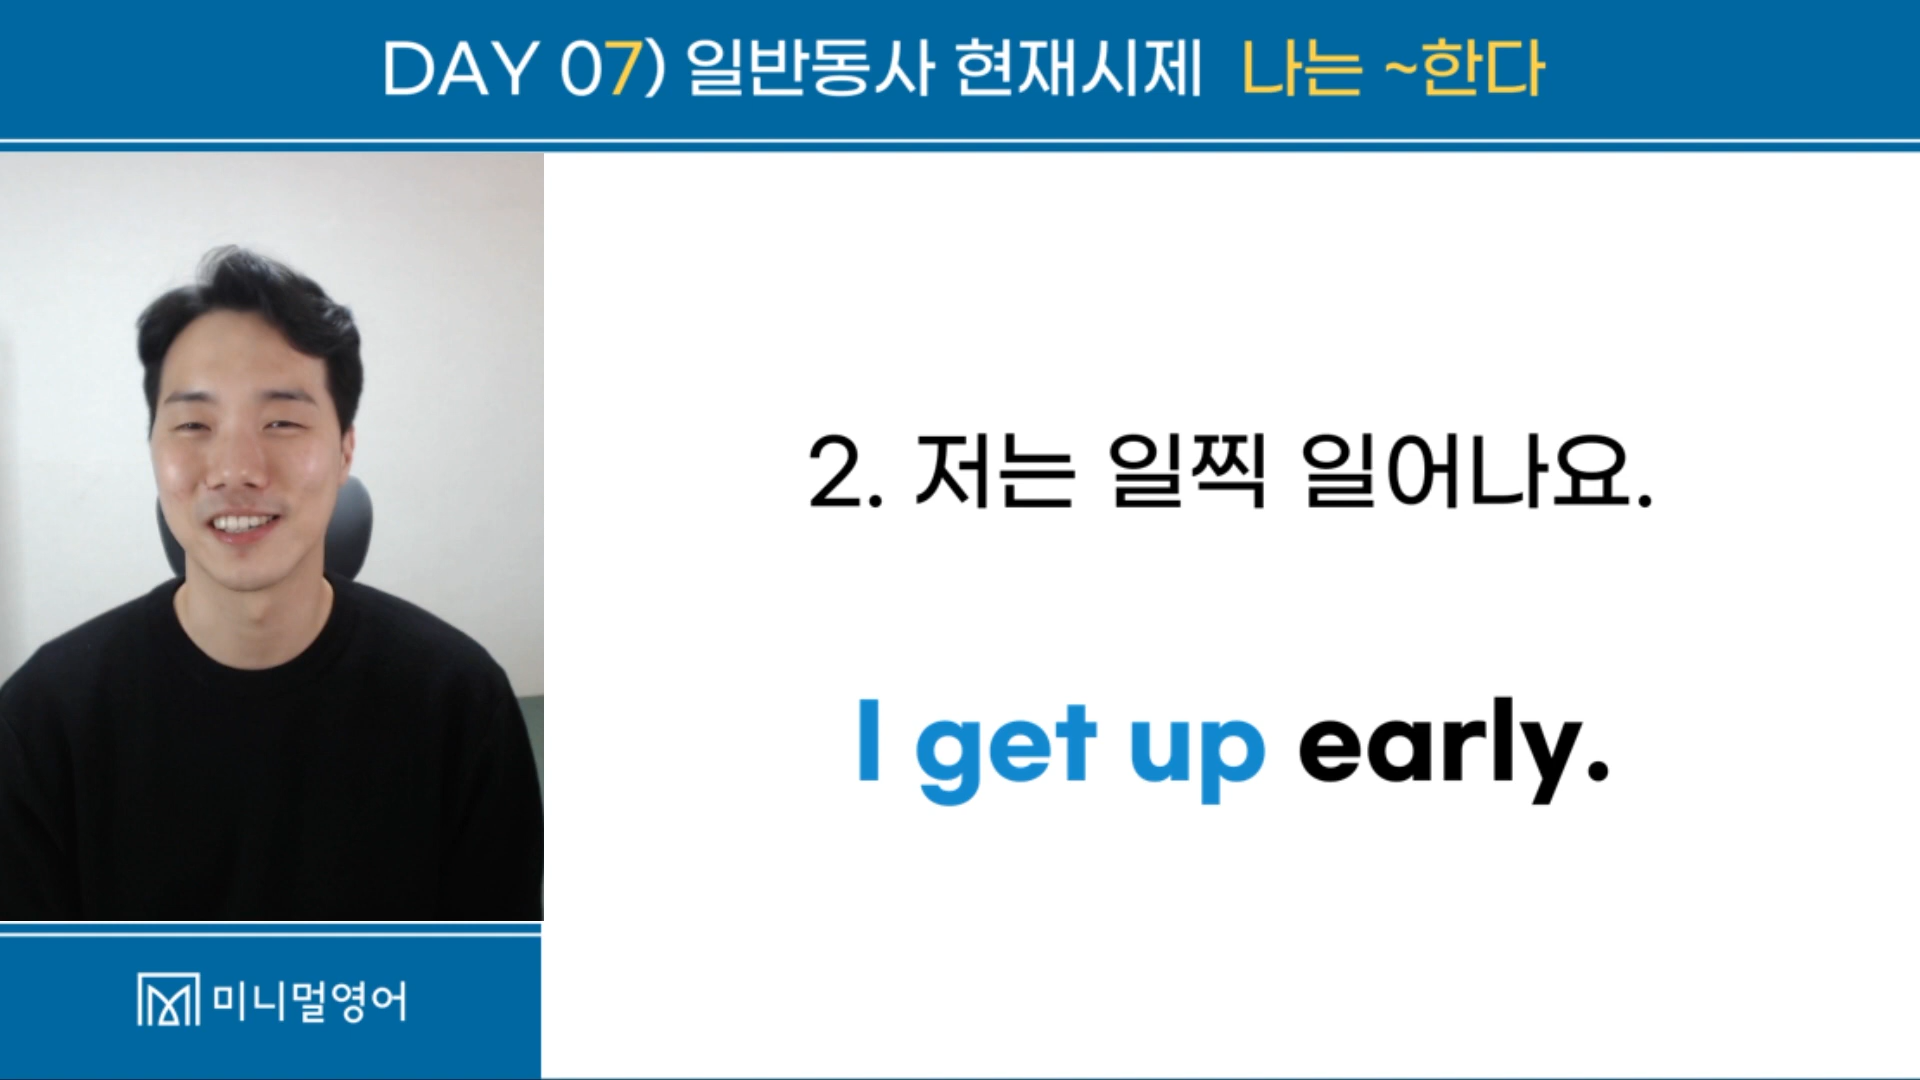 DAY 07) 일반동사 현재시제 나는 ~한다
2. 저는 일찍 일어나요.
I get up early.
미니멀영어